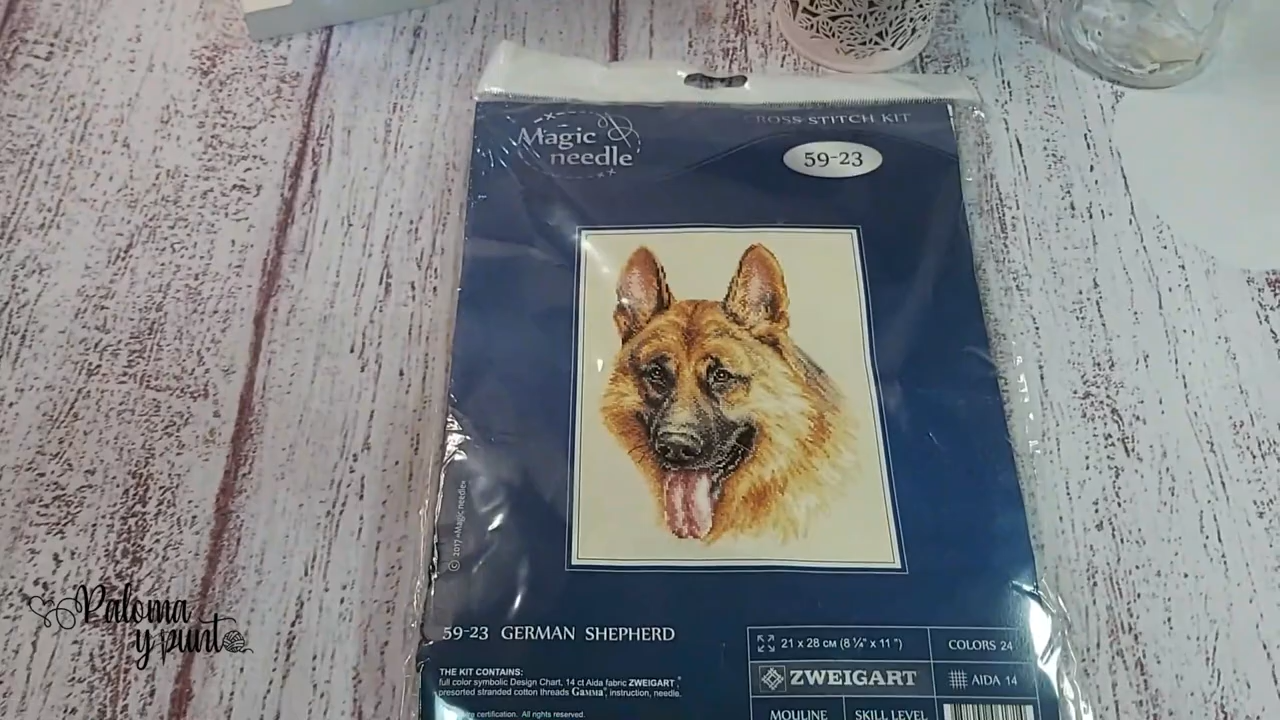 Magic
needle
CROSS STITCH KIT
59-23
© 2017 «Magic needle»
59-23 GERMAN SHEPHERD
THE KIT CONTAINS:
full color symbolic Design Chart, 14 ct Aida fabric ZWEIGART®,
presorted stranded cotton threads Gamma®, instruction, needle.
certification. All rights reserved.
21 x 28 см (8 ¼" x 11 ")
COLORS 24
ZWEIGART
AIDA 14
MOULINE
SKILL LEVEL
Paloma
y punto